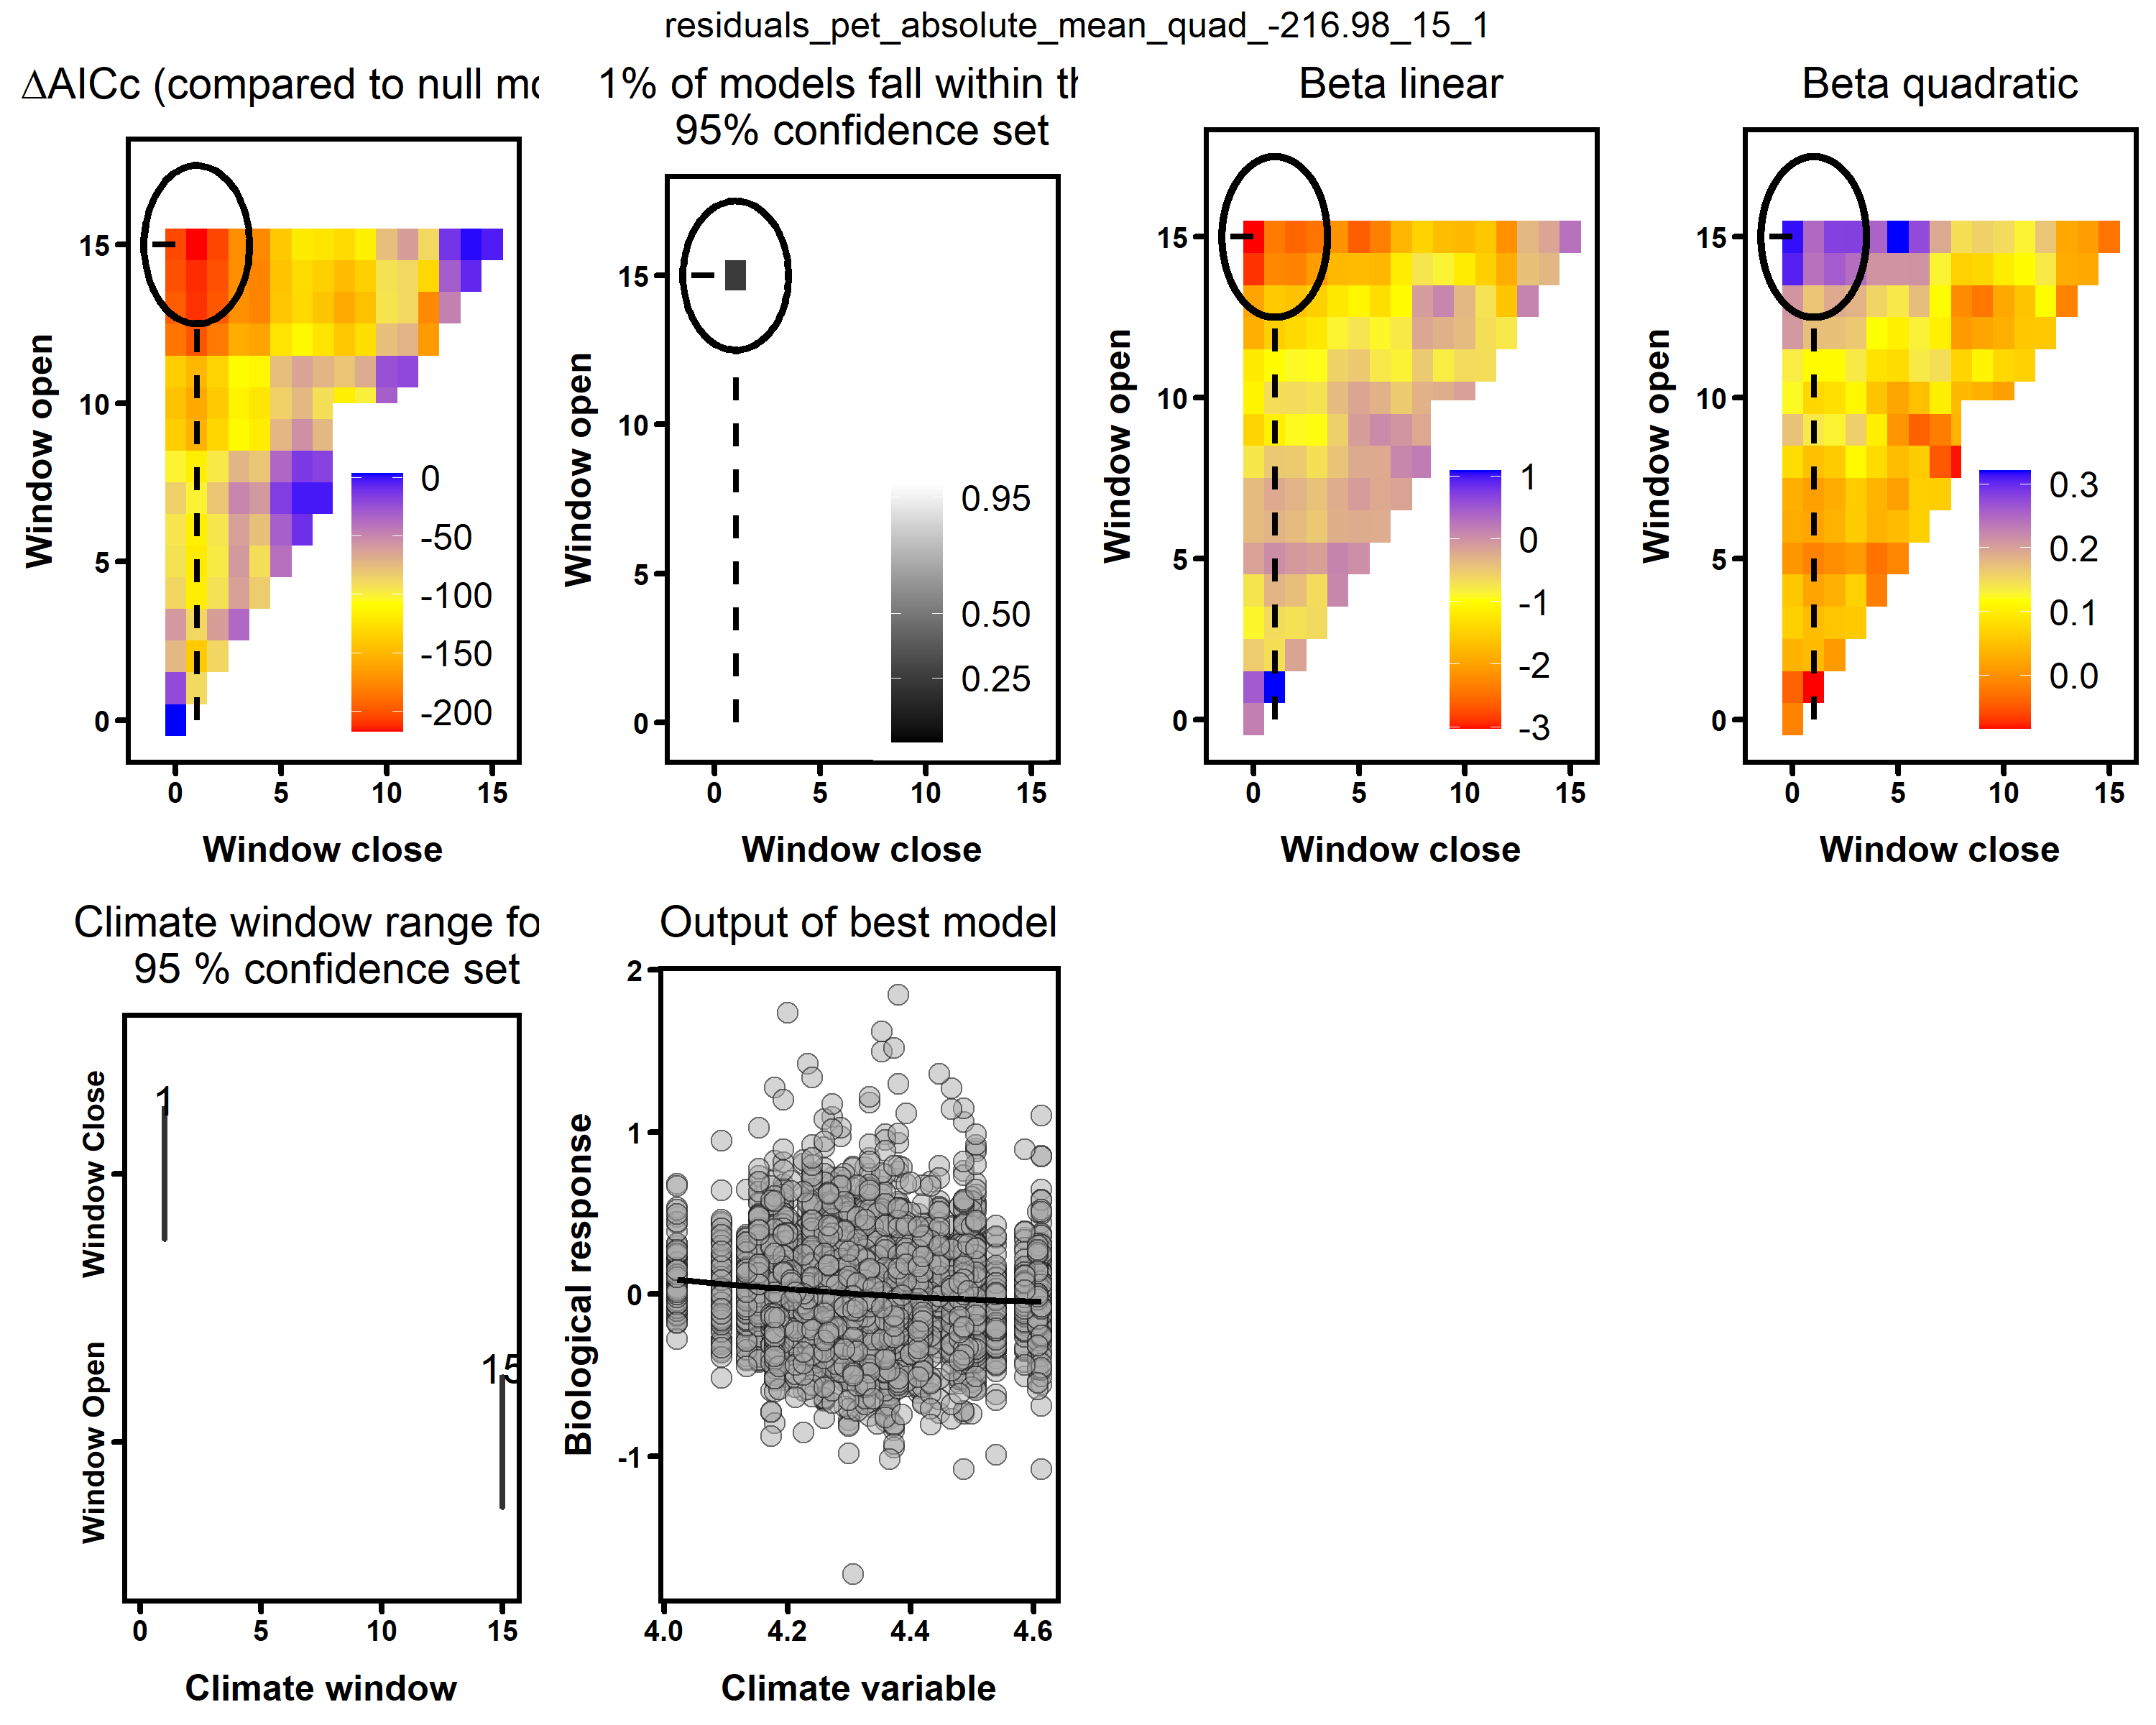 residuals_pet_absolute_mean_quad_-216.98_15_1
ΔAICc (compared to null mo
15
10
5
0
Window open
0
-50
-100
-150
-200
0 5 10 15
Window close
1% of models fall within th
95% confidence set
15
10
5
0
Window open
0.95
0.50
0.25
0 5 10 15
Window close
Beta linear
15
10
5
0
Window open
1
0
-1
-2
-3
0 5 10 15
Window close
Beta quadratic
15
10
5
0
Window open
0.3
0.2
0.1
0.0
0 5 10 15
Window close
Climate window range fo
95 % confidence set
Window Close
Window Open
1
15
0 5 10 15
Climate window
Output of best model
2
1
0
-1
Biological response
4.0 4.2 4.4 4.6
Climate variable